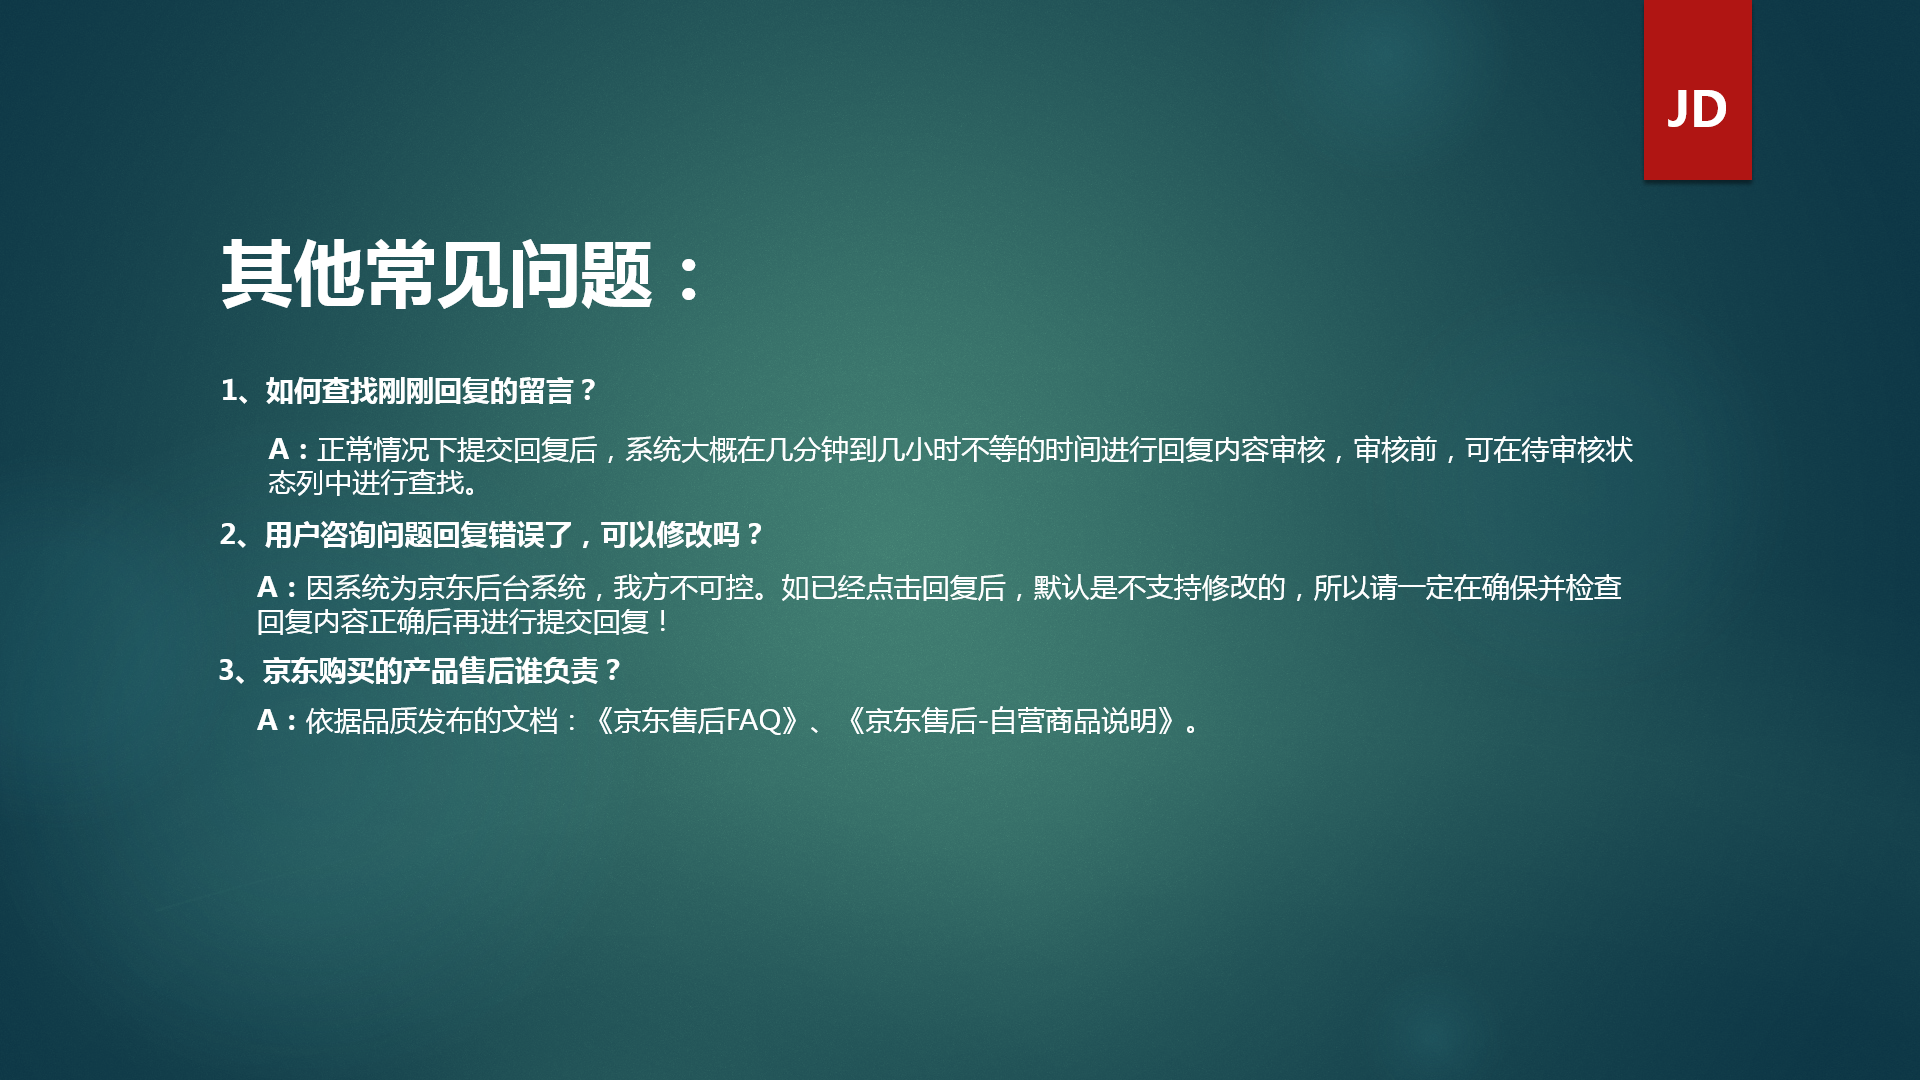 JD
其他常见问题：
1、如何查找刚刚回复的留言？
A：正常情况下提交回复后，系统大概在几分钟到几小时不等的时间进行回复内容审核，审核前，可在待审核状
态列中进行查找。
2、用户咨询问题回复错误了，可以修改吗？
A：因系统为京东后台系统，我方不可控。如已经点击回复后，默认是不支持修改的，所以请一定在确保并检查
回复内容正确后再进行提交回复！
3、京东购买的产品售后谁负责？
A：依据品质发布的文档：《京东售后FAQ》、《京东售后-自营商品说明》。